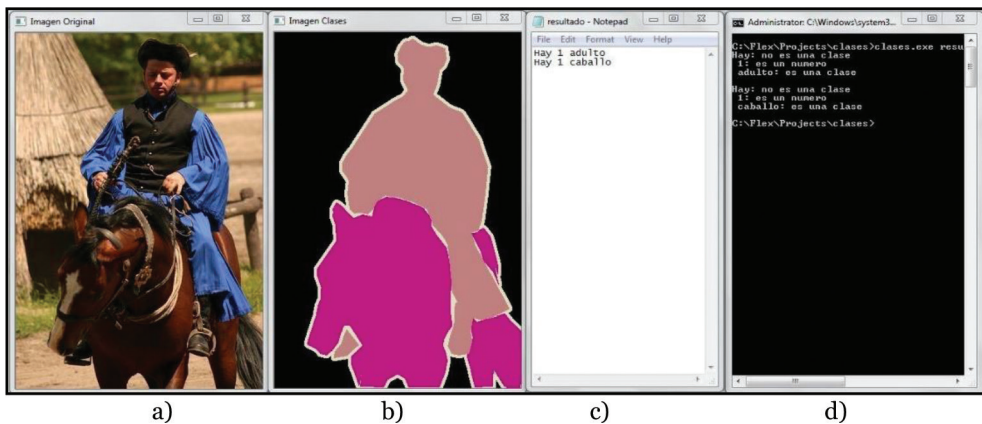 Imagen Original
Imagen Clases
resultado - Notepad
File Edit Format View Help
Hay 1 adulto
Hay 1 caballo
Administrator: C:\Windows\system3...
C:\Flex\Projects\clases>clases.exe resu
Hay: no es una clase
1: es un numero
adulto: es una clase
Hay: no es una clase
1: es un numero
caballo: es una clase
C:\Flex\Projects\clases>
a)
b)
c)
d)